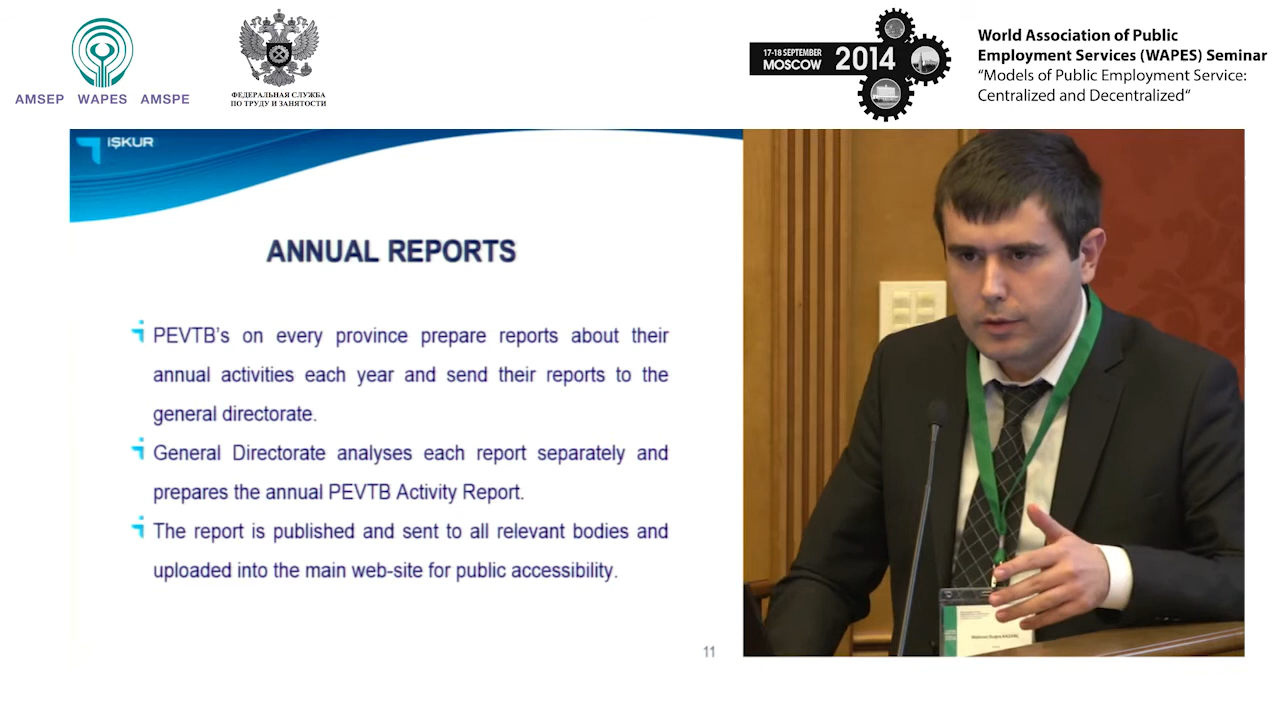 AMSEP WAPES AMSPE
ФЕДЕРАЛЬНАЯ СЛУЖБА
ПО ТРУДУ И ЗАНЯТОСТИ
17-18 SEPTEMBER
MOSCOW 2014
World Association of Public
Employment Services (WAPES) Seminar
“Models of Public Employment Service:
Centralized and Decentralized“
İŞKUR
ANNUAL REPORTS
PEVTB’s on every province prepare reports about their
annual activities each year and send their reports to the
general directorate.
General Directorate analyses each report separately and
prepares the annual PEVTB Activity Report.
The report is published and sent to all relevant bodies and
uploaded into the main web-site for public accessibility.
11